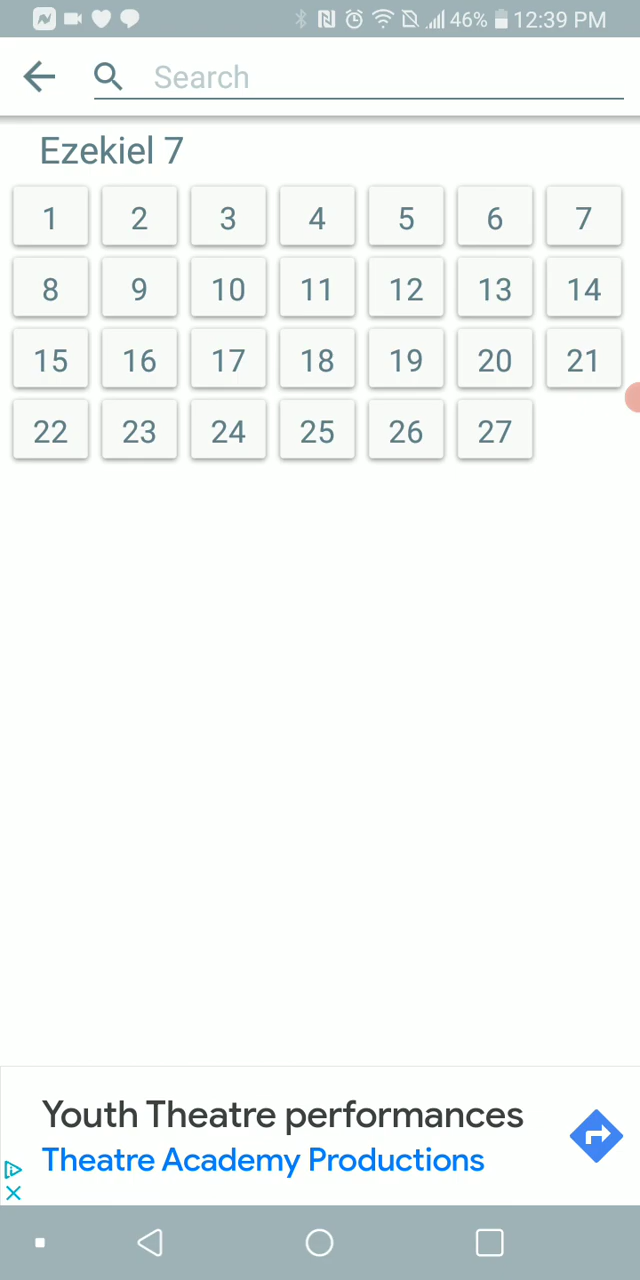 46% 12:39 PM
Search
Ezekiel 7
1 2 3 4 5 6 7
8 9 10 11 12 13 14
15 16 17 18 19 20 21
22 23 24 25 26 27
Youth Theatre performances
Theatre Academy Productions